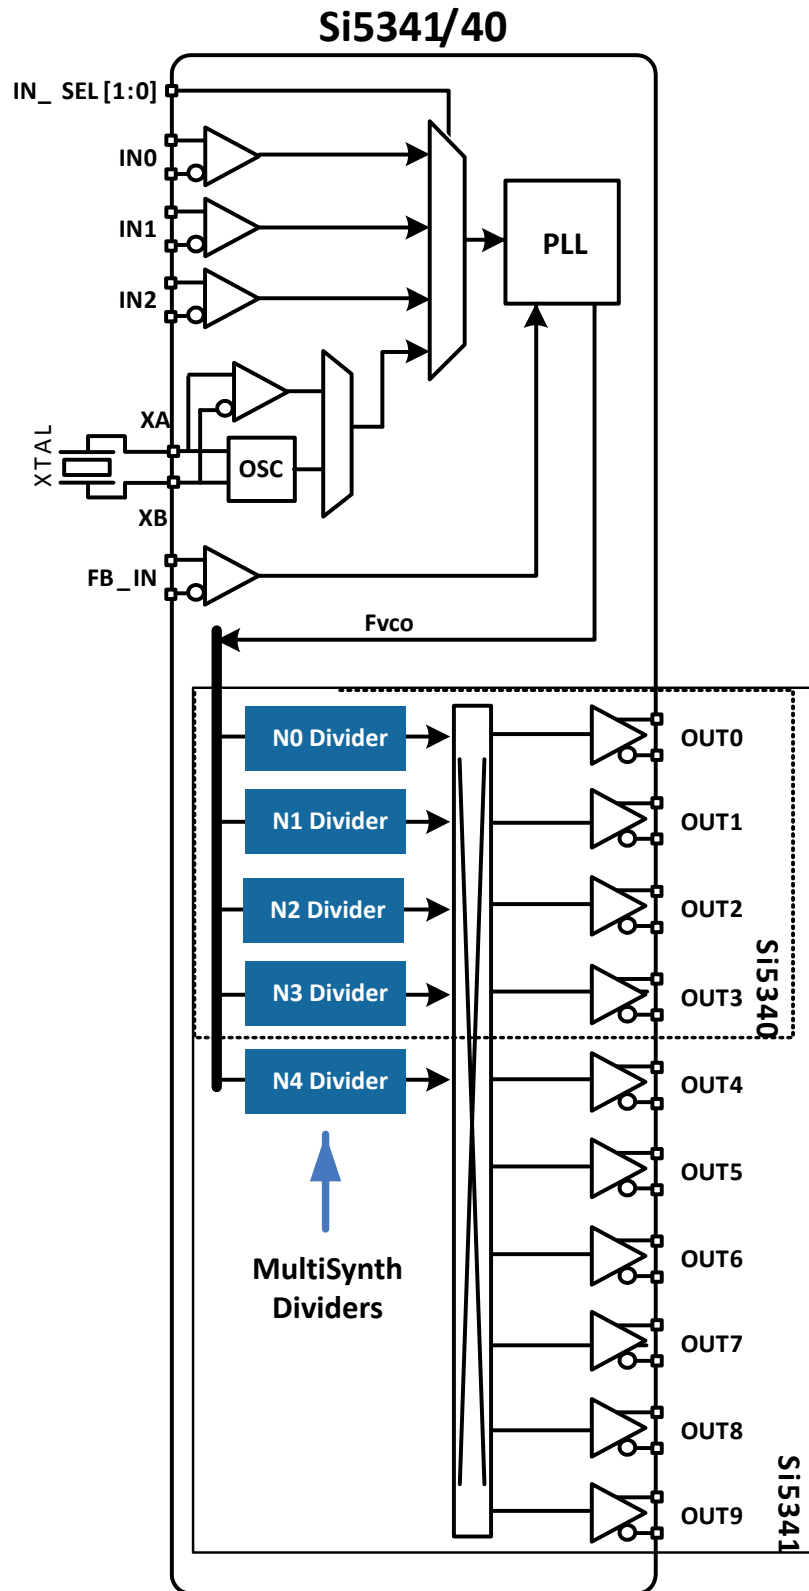 Si5341/40
IN_ SEL [1:0]
IN0
IN1
IN2
PLL
XTAL
XA
OSC
XB
FB_IN
Fvco
N0 Divider
OUT0
N1 Divider
OUT1
N2 Divider
OUT2
Si5340
N3 Divider
OUT3
N4 Divider
OUT4
OUT5
MultiSynth
Dividers
OUT6
OUT7
OUT8
OUT9
Si5341